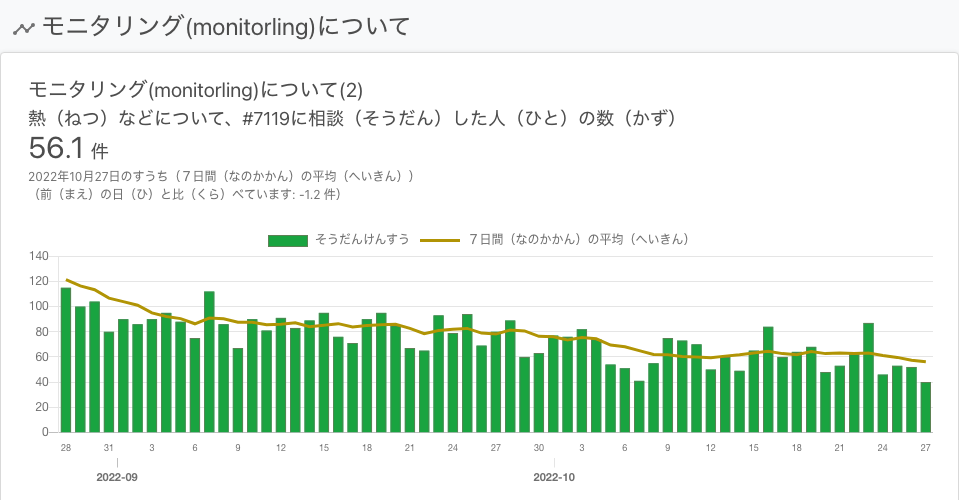 モニタリング(monitorling)について
モニタリング(monitorling)について(2)
熱（ねつ）などについて、#7119に相談（そうだん）した人（ひと）の数（かず）
56.1 件
2022年10月27日のすうち（７日間（なのかかん）の平均（へいきん））
（前（まえ）の日（ひ）と比（くら）べています: -1.2 件）
そうだんけんすう ７日間（なのかかん）の平均（へいきん）
140
120
100
80
60
40
20
0
28 31 3 6 9 12 15 18 21 24 27 30 3 6 9 12 15 18 21 24 27
2022-09 2022-10